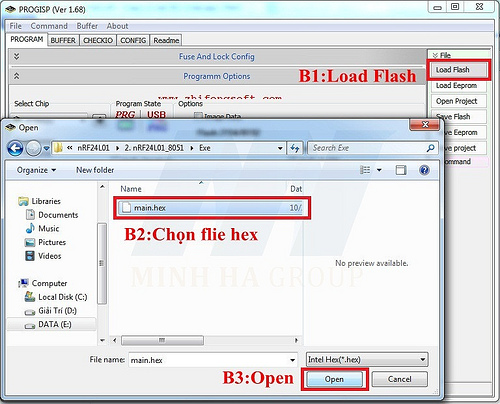 PROGISP (Ver 1.68)
File Command Buffer About
PROGRAM BUFFER CHECKIO CONFIG Readme
Fuse And Lock Config
Programm Options
B1:Load Flash
File
Load Flash
Load Eeprom
Open Project
Save Flash
Eeprom
project
ommand
www.zhifengsoft.com
Select Chip
Program State
PRG
USB
Options
Image Data
Open
« nRF24L01 ▸ 2. nRF24L01_8051 ▸ Exe
Search Exe
Organize
New folder
Name
Dat
main.hex
10/
B2:Chọn flie hex
Libraries
Documents
Music
Pictures
Videos
Computer
Local Disk (C:)
Giải Trí (D:)
DATA (E:)
No preview available.
MINH HA GROUP
File name:
main.hex
Intel Hex(*.hex)
B3:Open
Open
Cancel